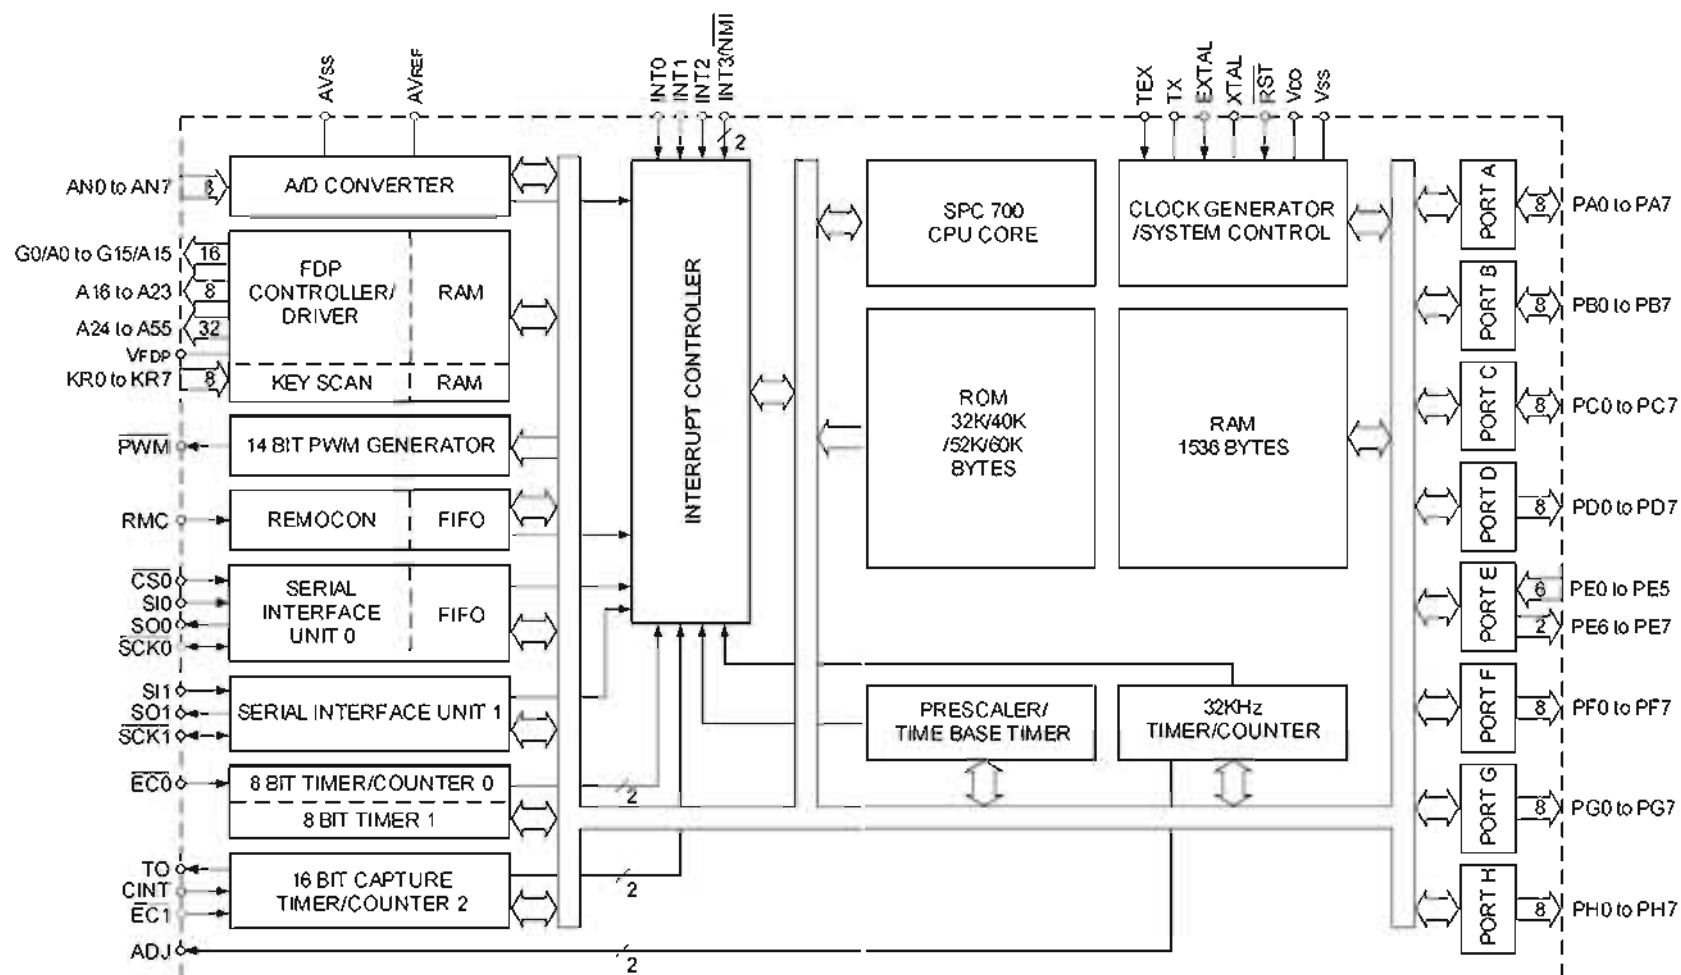 AVSS
AVREF
INT0
INT1
INT2
INT3/NMI
2
TEX
TX
EXTAL
XTAL
RST
VCO
VSS
AN0 to AN7
8
A/D CONVERTER
G0/A0 to G15/A15
16
A16 to A23
8
A24 to A55
32
VFDP
KR0 to KR7
8
FDP
CONTROLLER/
DRIVER
RAM
KEY SCAN
RAM
PWM
14 BIT PWM GENERATOR
RMC
REMOCON
FIFO
CS0
SI0
SO0
SCK0
SERIAL
INTERFACE
UNIT 0
FIFO
SI1
SO1
SCK1
SERIAL INTERFACE UNIT 1
EC0
8 BIT TIMER/COUNTER 0
8 BIT TIMER 1
2
TO
CINT
EC1
16 BIT CAPTURE
TIMER/COUNTER 2
2
ADJ
2
INTERRUPT CONTROLLER
SPC 700
CPU CORE
CLOCK GENERATOR
/SYSTEM CONTROL
ROM
32K/40K
/52K/60K
BYTES
RAM
1536 BYTES
PRESCALER/
TIME BASE TIMER
32KHz
TIMER/COUNTER
PORT A
8
PA0 to PA7
PORT B
8
PB0 to PB7
PORT C
8
PC0 to PC7
PORT D
8
PD0 to PD7
PORT E
6
PE0 to PE5
2
PE6 to PE7
PORT F
8
PF0 to PF7
PORT G
8
PG0 to PG7
PORT H
8
PH0 to PH7